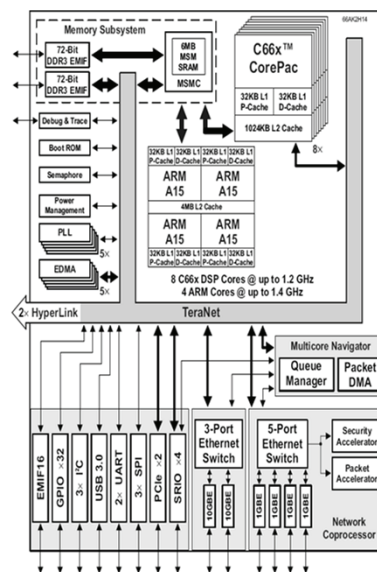 66AK2H14
Memory Subsystem
72-Bit
DDR3 EMIF
72-Bit
DDR3 EMIF
6MB
MSM
SRAM
MSMC
C66x™
CorePac
32KB L1
P-Cache
32KB L1
D-Cache
1024KB L2 Cache
8×
Debug & Trace
Boot ROM
Semaphore
Power
Management
PLL
5×
EDMA
5×
32KB L1
P-Cache
32KB L1
D-Cache
32KB L1
P-Cache
32KB L1
D-Cache
ARM
A15
ARM
A15
4MB L2 Cache
ARM
A15
ARM
A15
32KB L1
P-Cache
32KB L1
D-Cache
32KB L1
P-Cache
32KB L1
D-Cache
8 C66x DSP Cores @ up to 1.2 GHz
4 ARM Cores @ up to 1.4 GHz
2× HyperLink
TeraNet
Multicore Navigator
Queue
Manager
Packet
DMA
EMIF16
GPIO ×32
3× I²C
USB 3.0
2× UART
3× SPI
PCIe ×2
SRIO ×4
3-Port
Ethernet
Switch
10GBE
10GBE
5-Port
Ethernet
Switch
1GBE
1GBE
1GBE
1GBE
Security
Accelerator
Packet
Accelerator
Network
Coprocessor